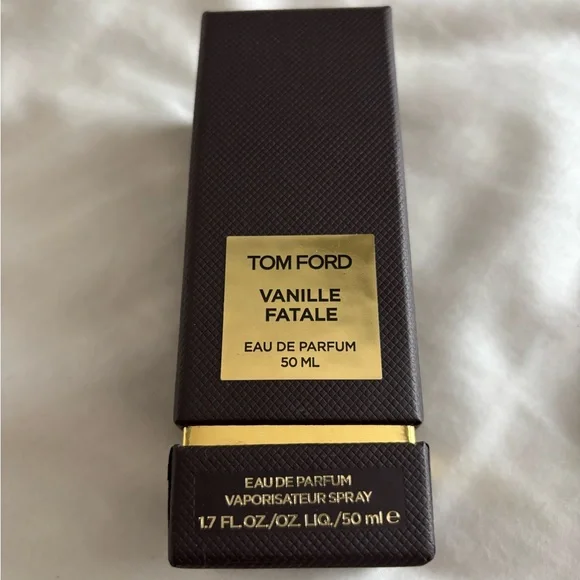 TOM FORD
VANILLE
FATALE
EAU DE PARFUM
50 ML
EAU DE PARFUM
VAPORISATEUR SPRAY
1.7 FL. OZ./OZ. LIQ./50 ml ℮